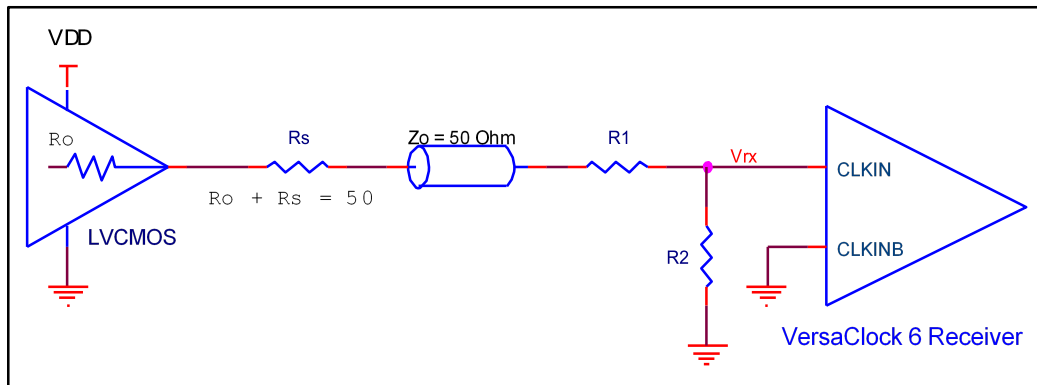 VDD
Ro
Rs
Zo = 50 Ohm
R1
Vrx
CLKIN
Ro + Rs = 50
LVCMOS
R2
CLKINB
VersaClock 6 Receiver